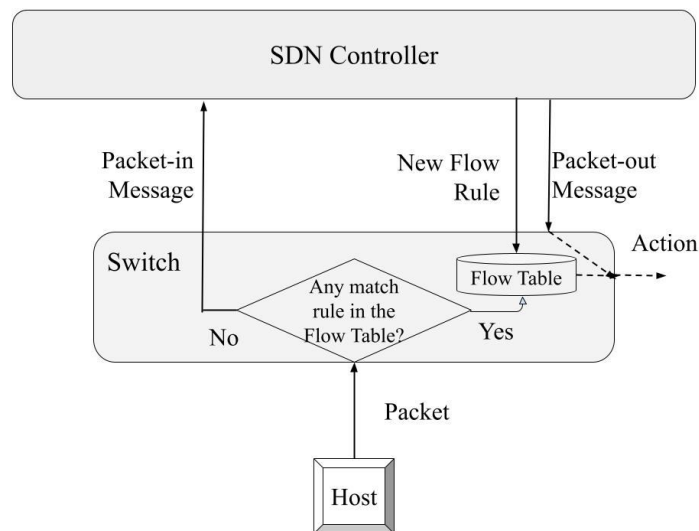 SDN Controller
Packet-in
Message
New Flow
Rule
Packet-out
Message
Action
Switch
Flow Table
Any match
rule in the
Flow Table?
No
Yes
Packet
Host